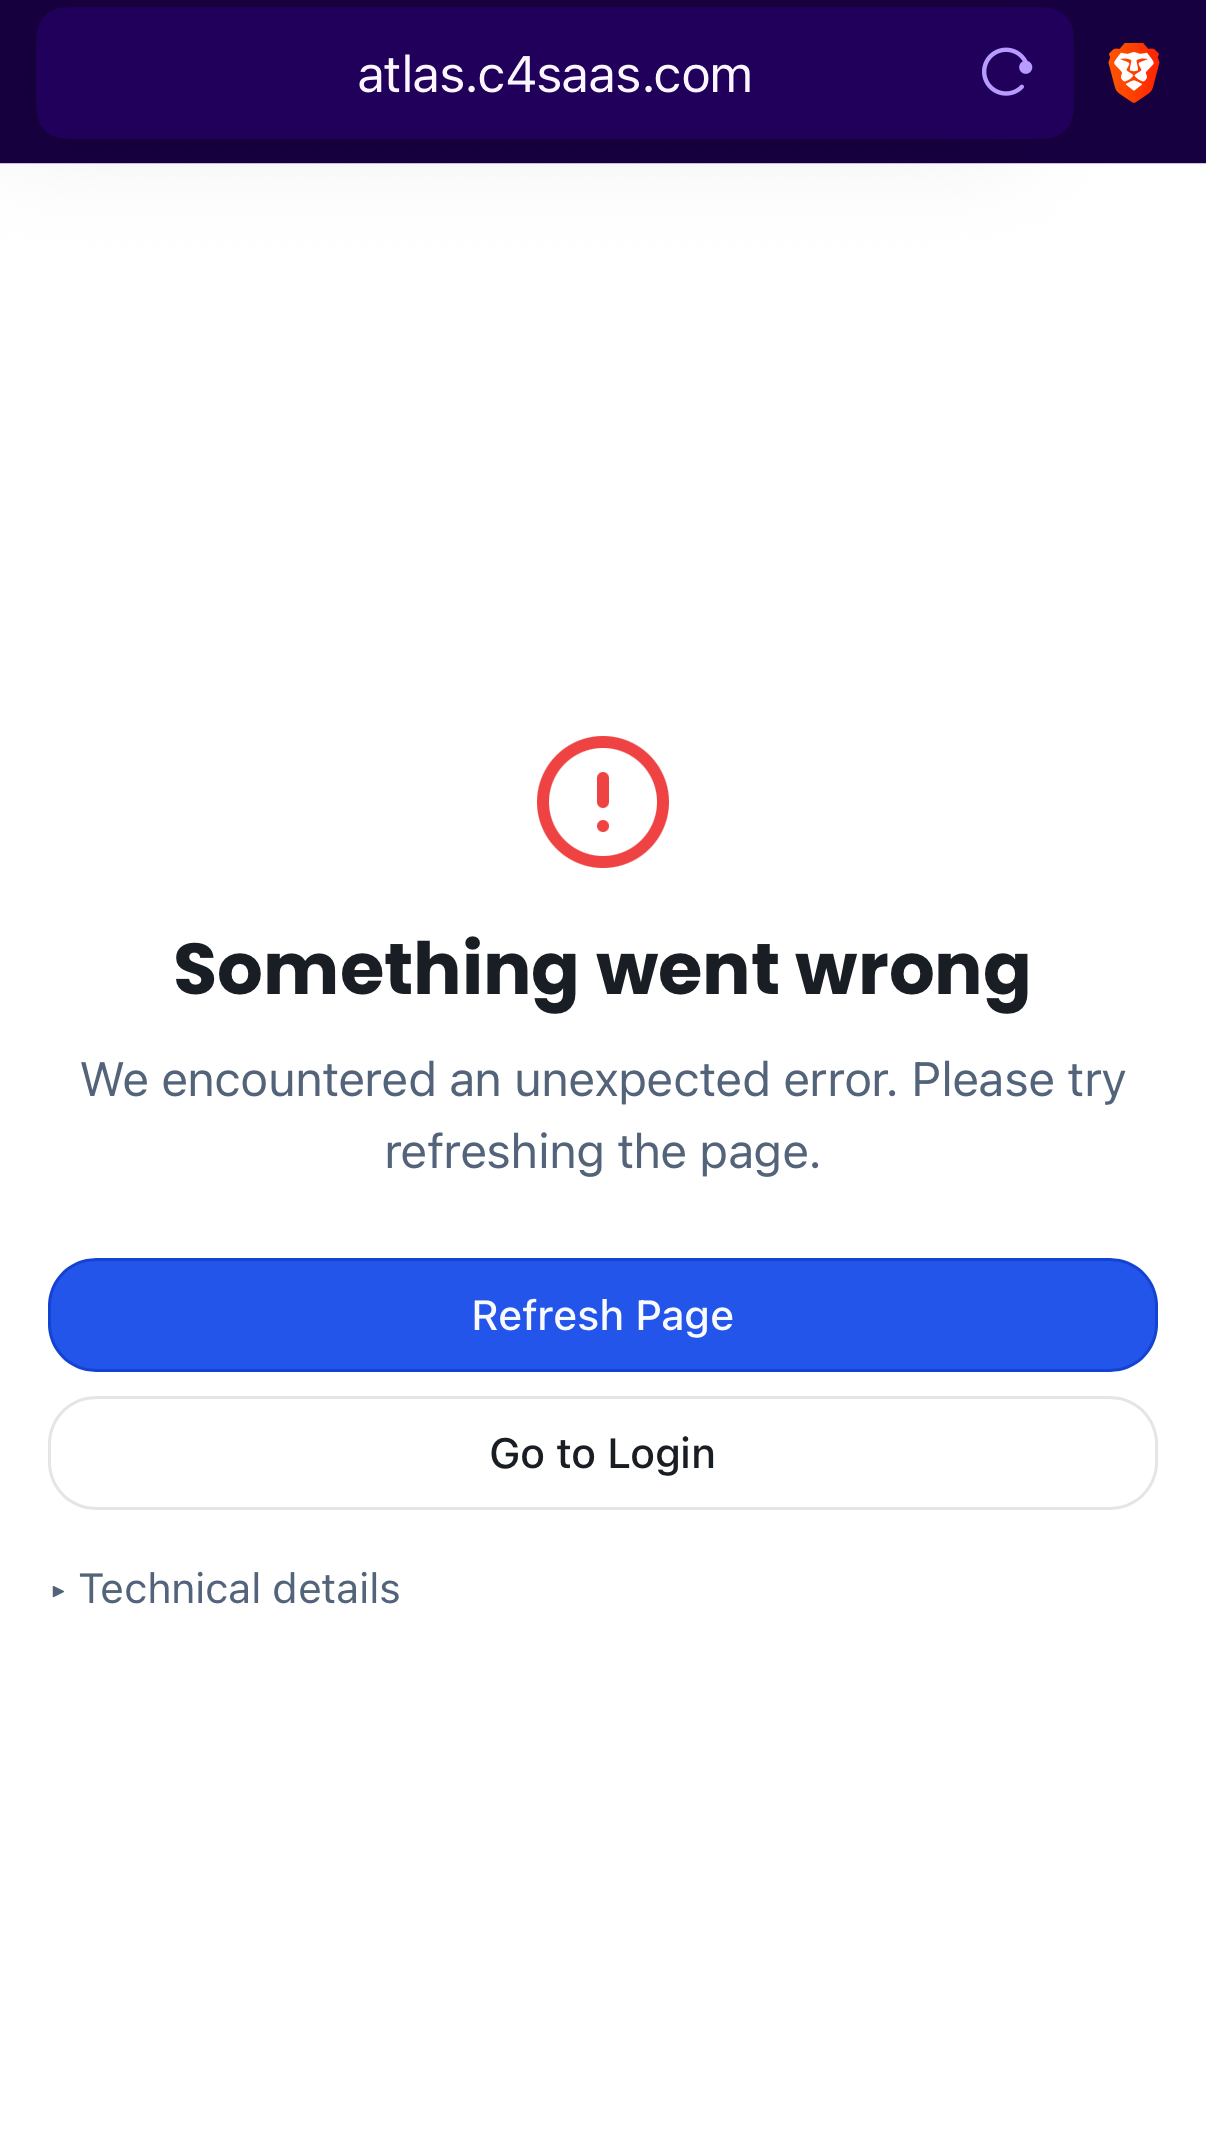 atlas.c4saas.com
Something went wrong
We encountered an unexpected error. Please try
refreshing the page.
Refresh Page
Go to Login
Technical details